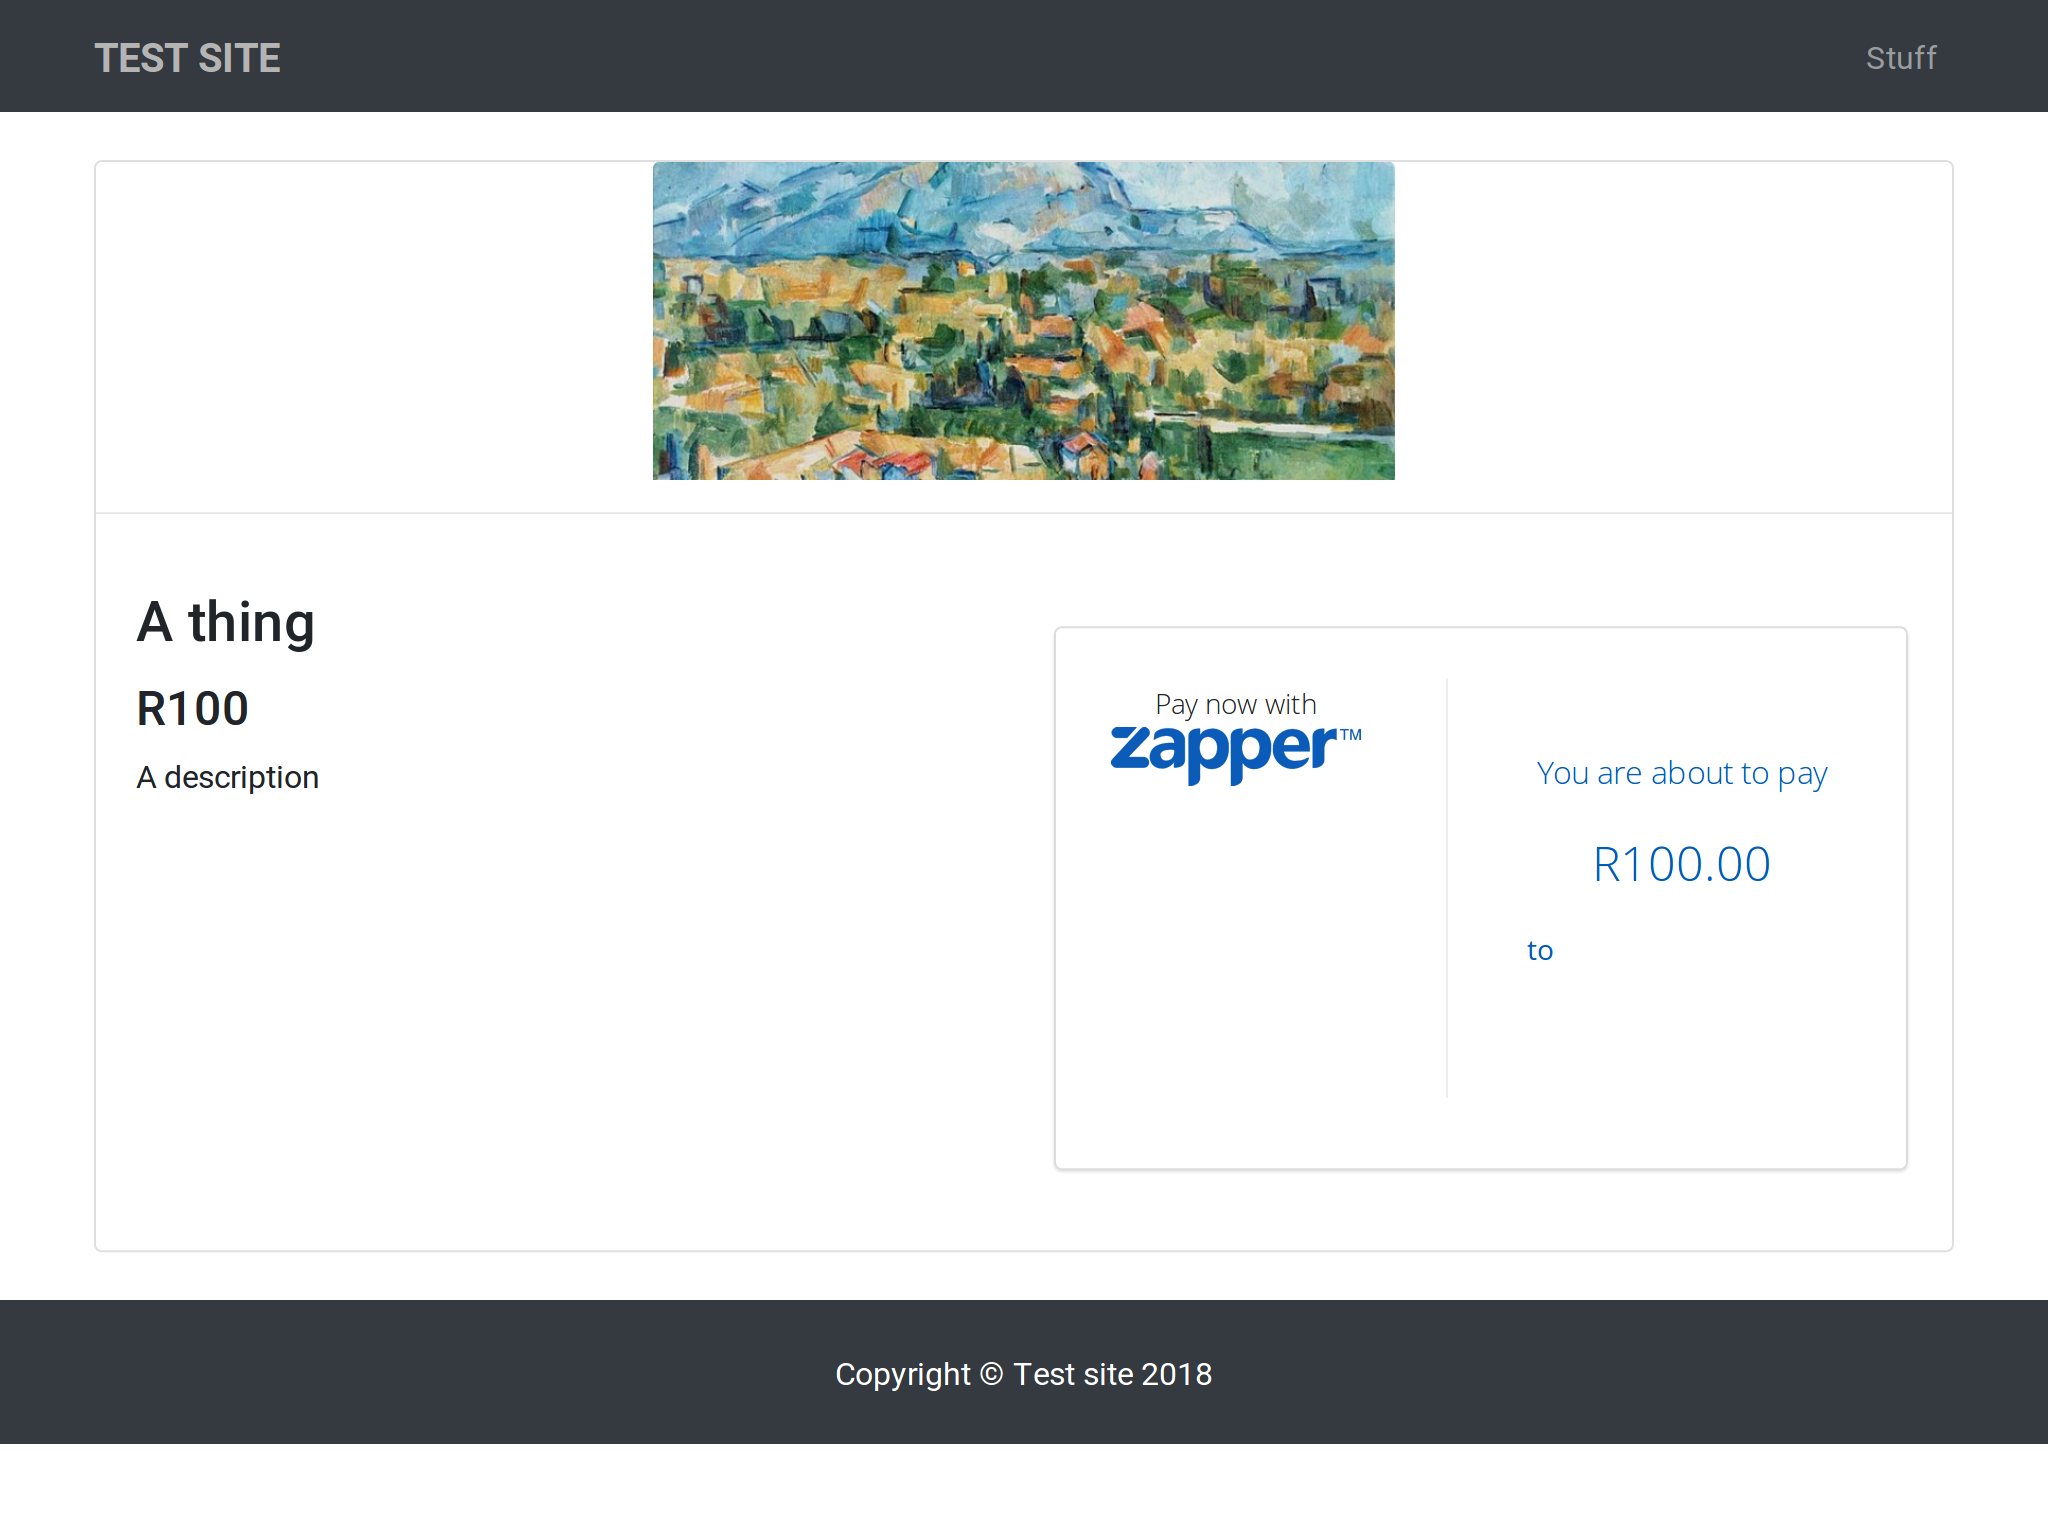 TEST SITE
Stuff
A thing
R100
A description
Pay now with
zapper™
You are about to pay
R100.00
to
Copyright © Test site 2018